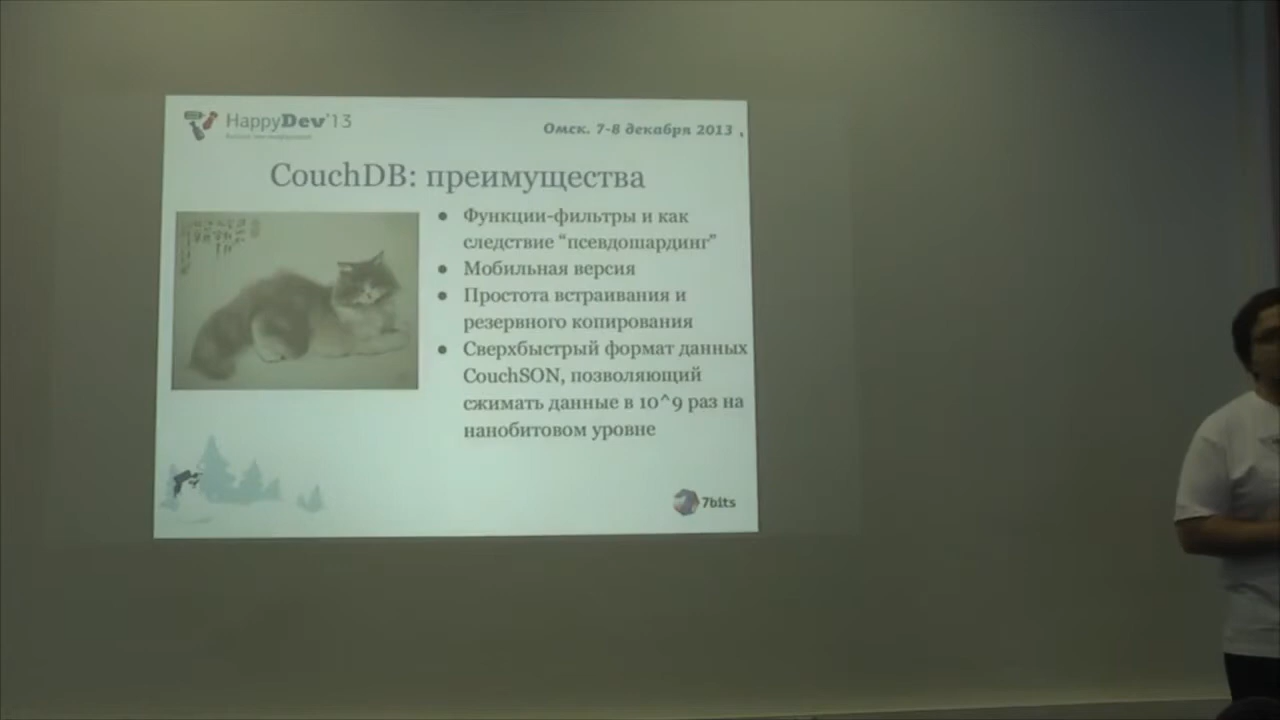 HappyDev'13
Омск. 7-8 декабря 2013 ,
CouchDB: преимущества
● Функции-фильтры и как
следствие “псевдошардинг”
● Мобильная версия
● Простота встраивания и
резервного копирования
● Сверхбыстрый формат данных
CouchSON, позволяющий
сжимать данные в 10^9 раз на
нанобитовом уровне
7bits